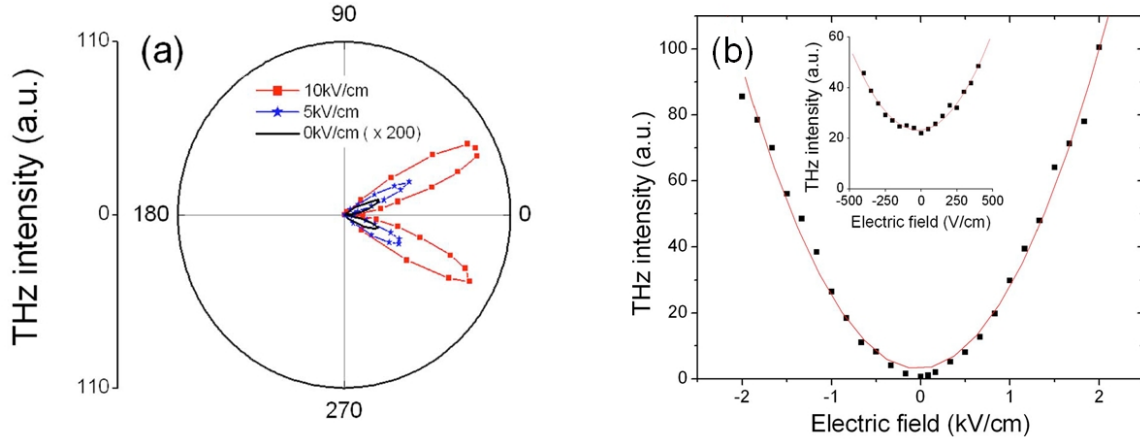 (a)
90
110
10kV/cm
5kV/cm
0kV/cm ( x 200)
THz intensity (a.u.)
0
180
0
110
270
(b)
THz intensity (a.u.)
100
80
60
40
20
0
-2
-1
0
1
2
Electric field (kV/cm)
THz intensity (a.u.)
60
40
20
0
-500
-250
0
250
500
Electric field (V/cm)